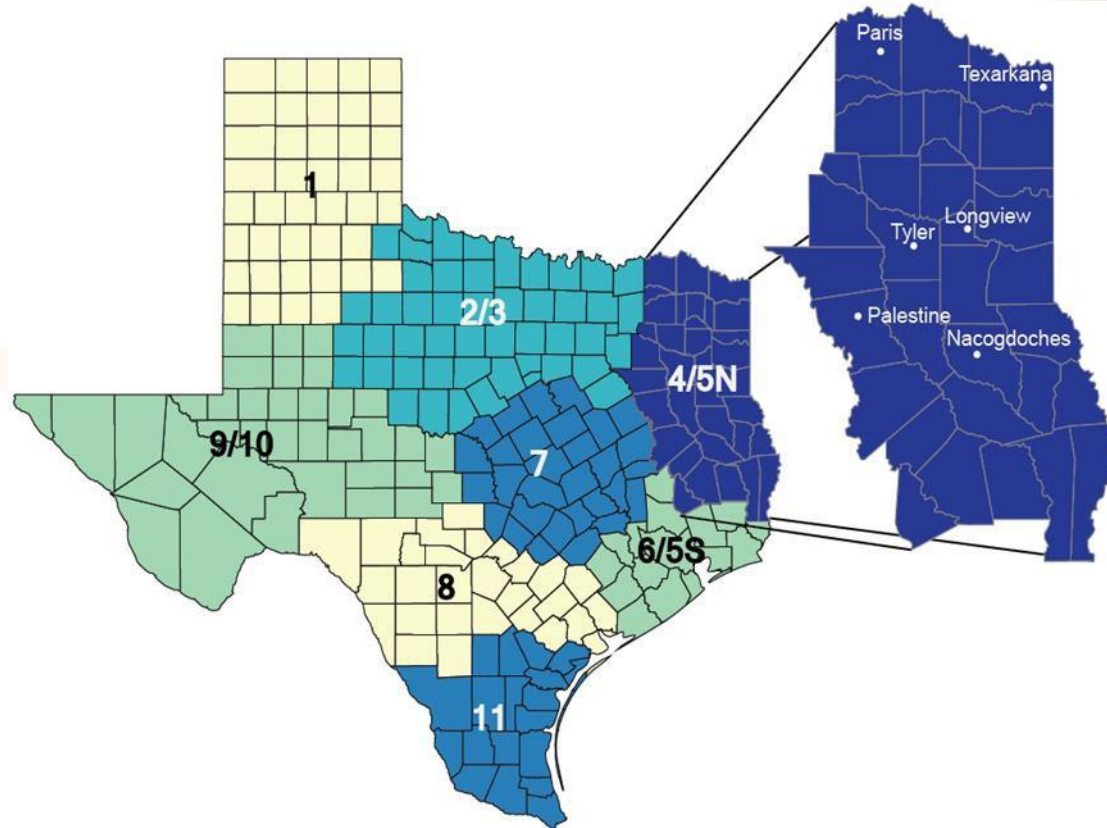 Paris
Texarkana
1
Longview
Tyler
2/3
Palestine
Nacogdoches
4/5N
9/10
7
6/5S
8
11